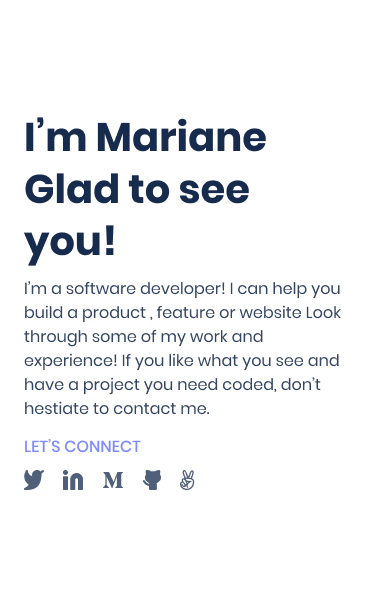 I’m Mariane
Glad to see
you!
I’m a software developer! I can help you
build a product , feature or website Look
through some of my work and
experience! If you like what you see and
have a project you need coded, don’t
hestiate to contact me.
LET’S CONNECT